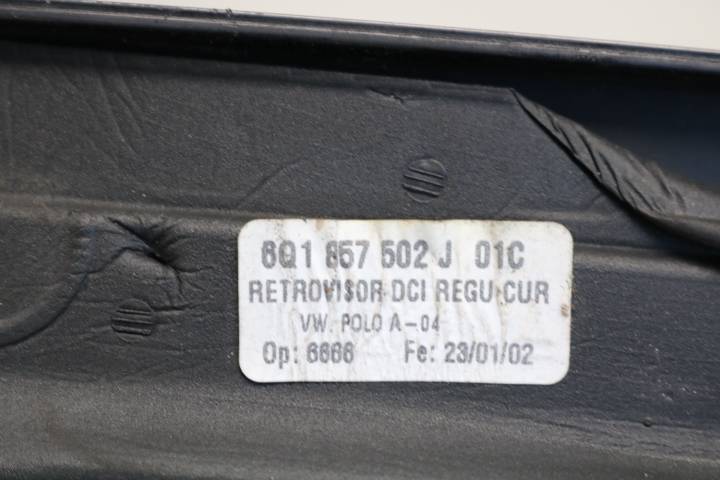 6Q1 857 502 J 01C
RETROVISOR DCI REGU CUR
VW. POLO A-04
Op: 6666 Fe: 23/01/02